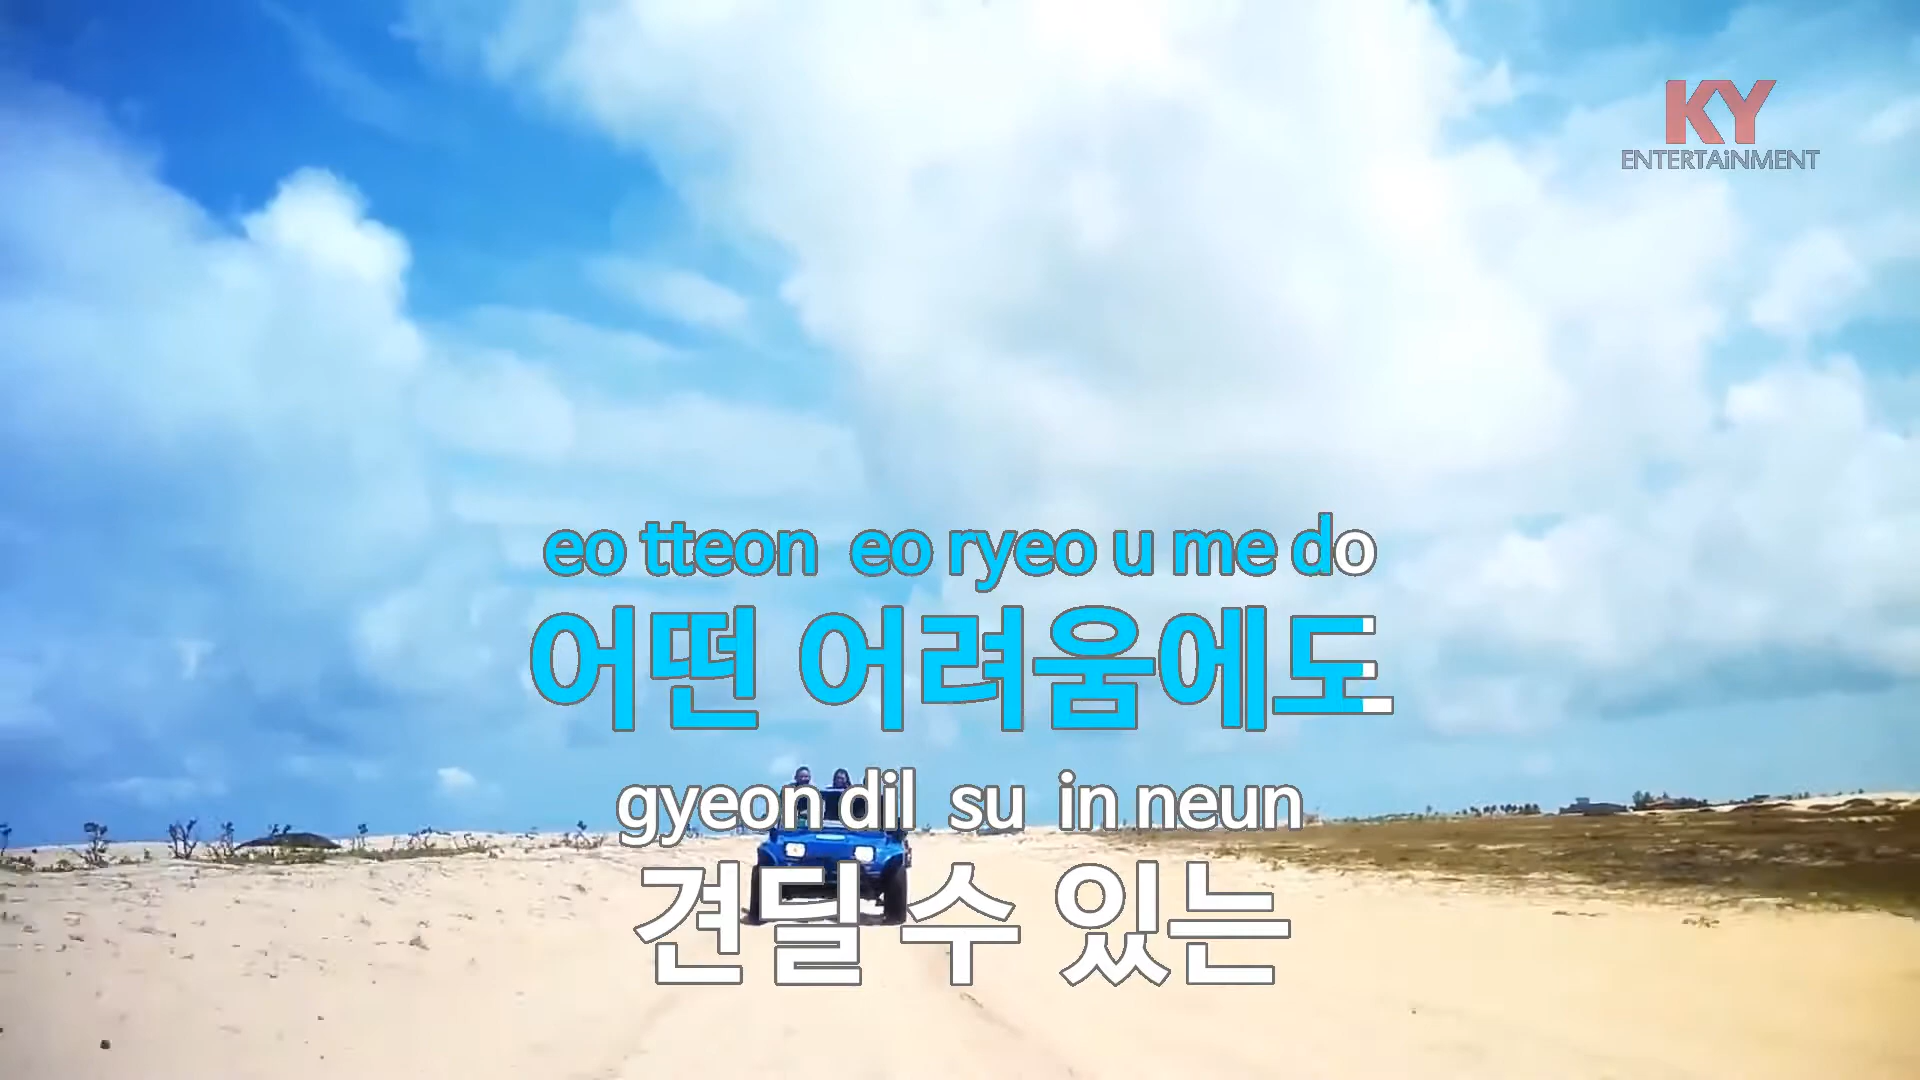 KY
ENTERTAiNMENT
eo tteon eo ryeo u me do
어떤 어려움에도
gyeon dil su in neun
견딜 수 있는